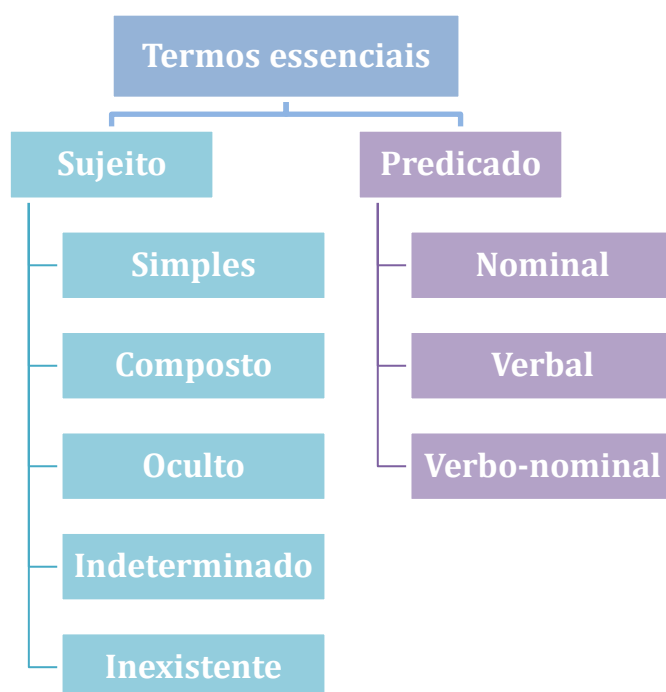 Termos essenciais
Sujeito
Simples
Composto
Oculto
Indeterminado
Inexistente
Predicado
Nominal
Verbal
Verbo-nominal